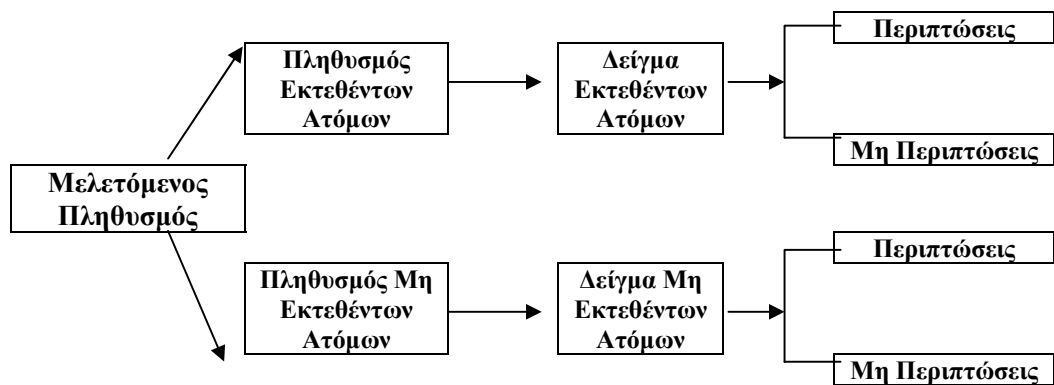 Περιπτώσεις
Πληθυσμός
Εκτεθέντων
Ατόμων
Δείγμα
Εκτεθέντων
Ατόμων
Μη Περιπτώσεις
Μελετόμενος
Πληθυσμός
Περιπτώσεις
Πληθυσμός Μη
Εκτεθέντων
Ατόμων
Δείγμα Μη
Εκτεθέντων
Ατόμων
Μη Περιπτώσεις